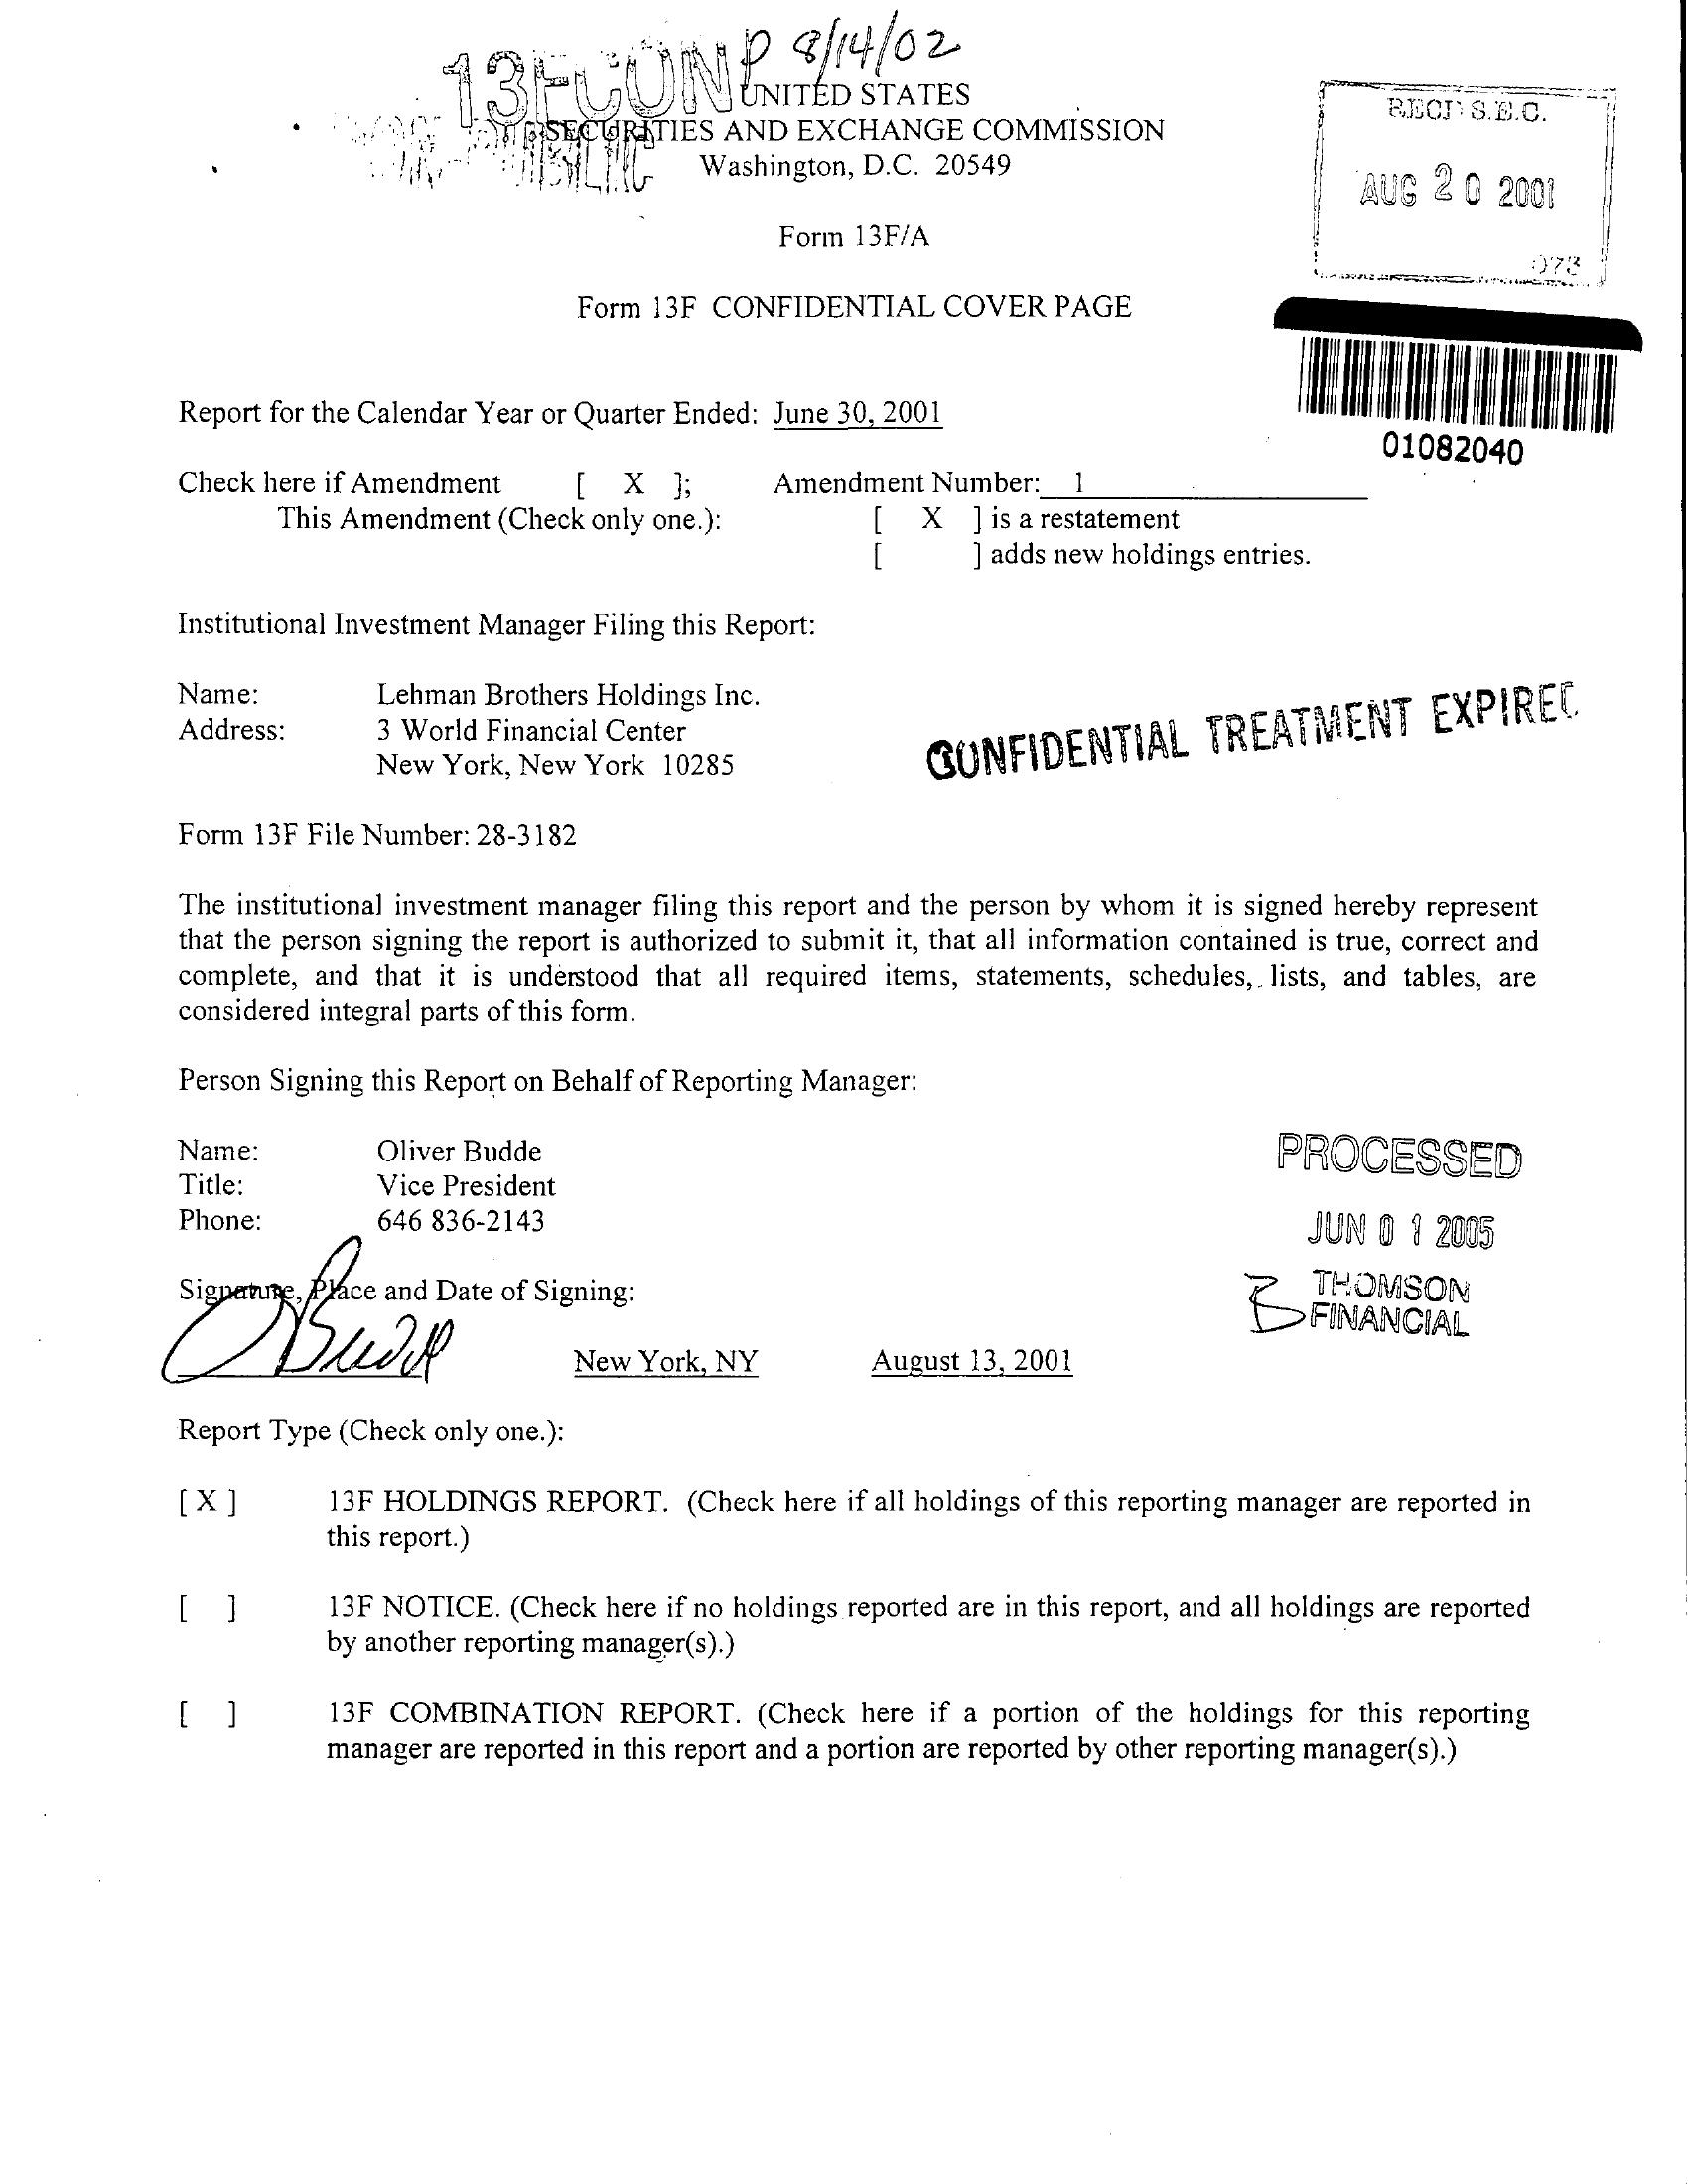 13FCONP 8/14/02
UNITED STATES
SECURITIES AND EXCHANGE COMMISSION
Washington, D.C. 20549
REC'D S.E.C.
AUG 20 2001
073
Form 13F/A
Form 13F CONFIDENTIAL COVER PAGE
01082040
Report for the Calendar Year or Quarter Ended: June 30, 2001
Check here if Amendment [ X ]; Amendment Number: 1
This Amendment (Check only one.): [ X ] is a restatement
[ ] adds new holdings entries.
Institutional Investment Manager Filing this Report:
Name: Lehman Brothers Holdings Inc.
Address: 3 World Financial Center
New York, New York 10285
CONFIDENTIAL TREATMENT EXPIRED
Form 13F File Number: 28-3182
The institutional investment manager filing this report and the person by whom it is signed hereby represent
that the person signing the report is authorized to submit it, that all information contained is true, correct and
complete, and that it is understood that all required items, statements, schedules, lists, and tables, are
considered integral parts of this form.
Person Signing this Report on Behalf of Reporting Manager:
Name: Oliver Budde
Title: Vice President
Phone: 646 836-2143
PROCESSED
JUN 01 2005
THOMSON
FINANCIAL
Signature, Place and Date of Signing:
OBudde New York, NY August 13, 2001
Report Type (Check only one.):
[ X ] 13F HOLDINGS REPORT. (Check here if all holdings of this reporting manager are reported in
this report.)
[ ] 13F NOTICE. (Check here if no holdings reported are in this report, and all holdings are reported
by another reporting manager(s).)
[ ] 13F COMBINATION REPORT. (Check here if a portion of the holdings for this reporting
manager are reported in this report and a portion are reported by other reporting manager(s).)